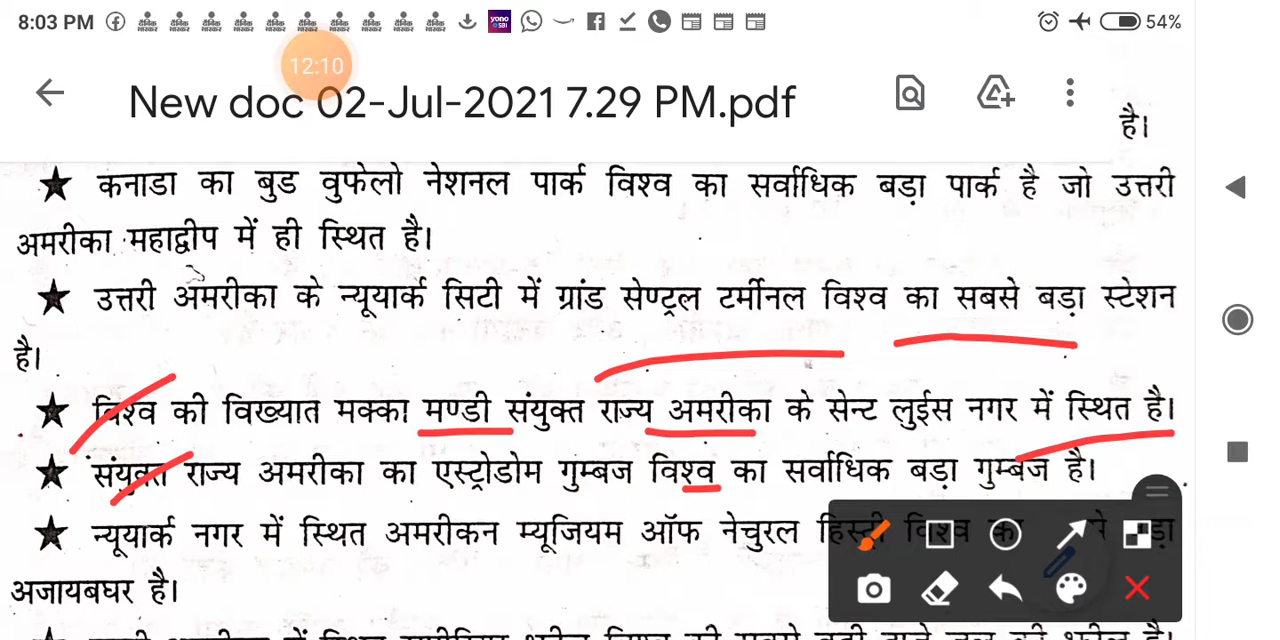 8:03 PM 54%
12:10
New doc 02-Jul-2021 7.29 PM.pdf
है।
★ कनाडा का बुड वुफेलो नेशनल पार्क विश्व का सर्वाधिक बड़ा पार्क है जो उत्तरी
अमरीका महाद्वीप में ही स्थित है।
★ उत्तरी अमरीका के न्यूयार्क सिटी में ग्रांड सेण्ट्रल टर्मीनल विश्व का सबसे बड़ा स्टेशन
है।
★ विश्व की विख्यात मक्का मण्डी संयुक्त राज्य अमरीका के सेन्ट लुईस नगर में स्थित है।
★ संयुक्त राज्य अमरीका का एस्ट्रोडोम गुम्बज विश्व का सर्वाधिक बड़ा गुम्बज है।
★ न्यूयार्क नगर में स्थित अमरीकन म्यूजियम ऑफ नेचुरल हिस्ट्री विश्व का
अजायबघर है।